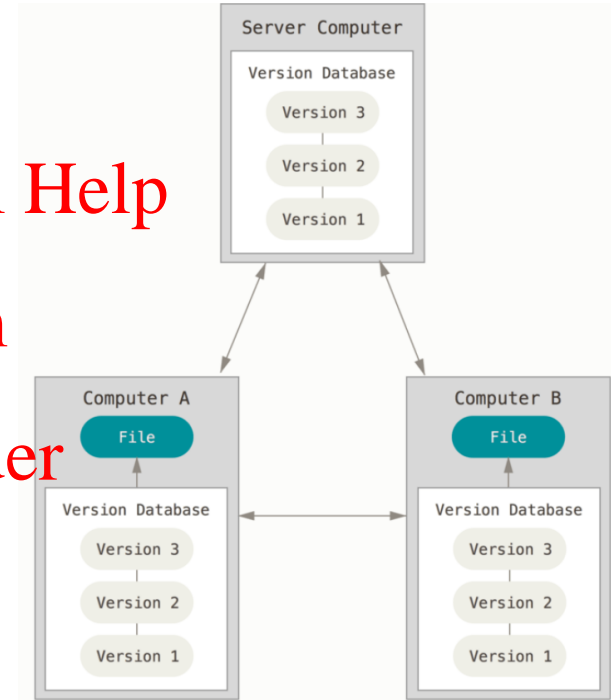 Server Computer
Version Database
Version 3
Version 2
Version 1
Help
Computer A
File
Version Database
Version 3
Version 2
Version 1
Computer B
File
Version Database
Version 3
Version 2
Version 1